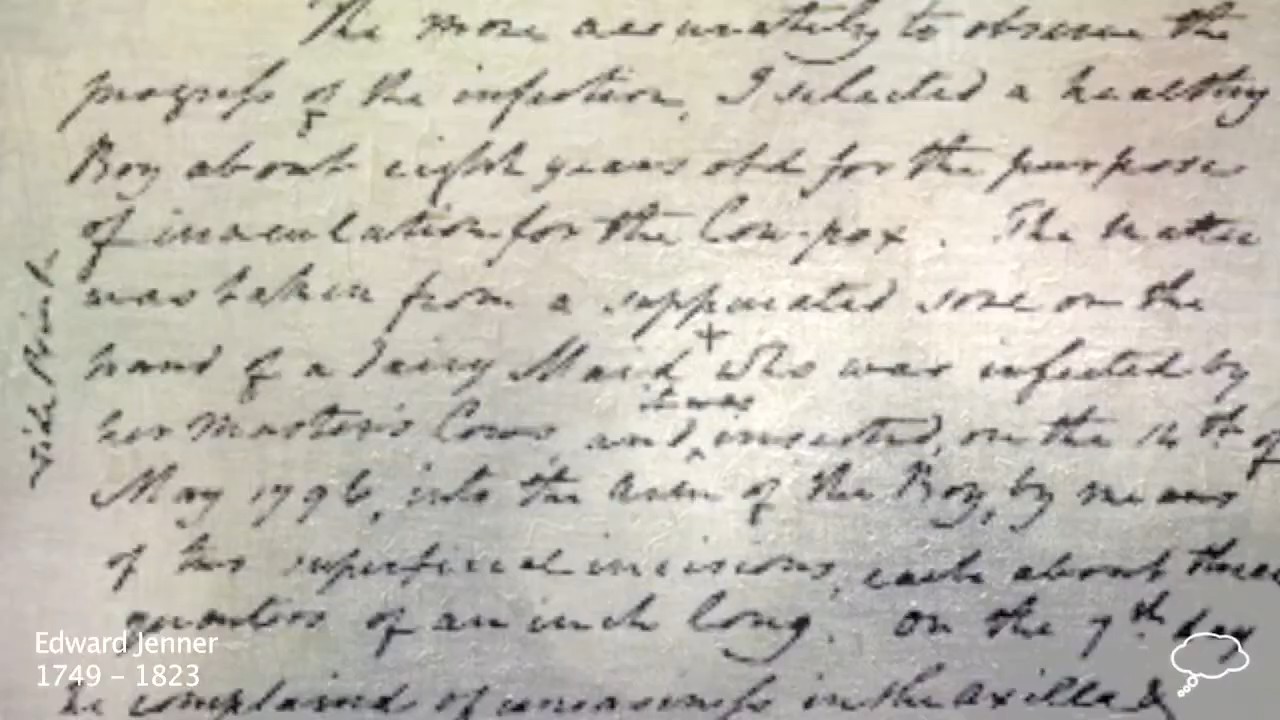 The more accurately to observe the
progress of the infection, I selected a healthy
Boy about eight years old for the purpose
of inoculation for the Cow-pox. The matter
was taken from a suppurated sore on the
hand of a dairy Maid + who was infected by
her Master's Cows, and it was inserted, on the 14th of
May 1796, into the arm of the Boy, by means
of two superficial incisions, each about three
quarters of an inch long. On the 7th day
he complained of uneasiness in the axilla &
Edward Jenner
1749 – 1823